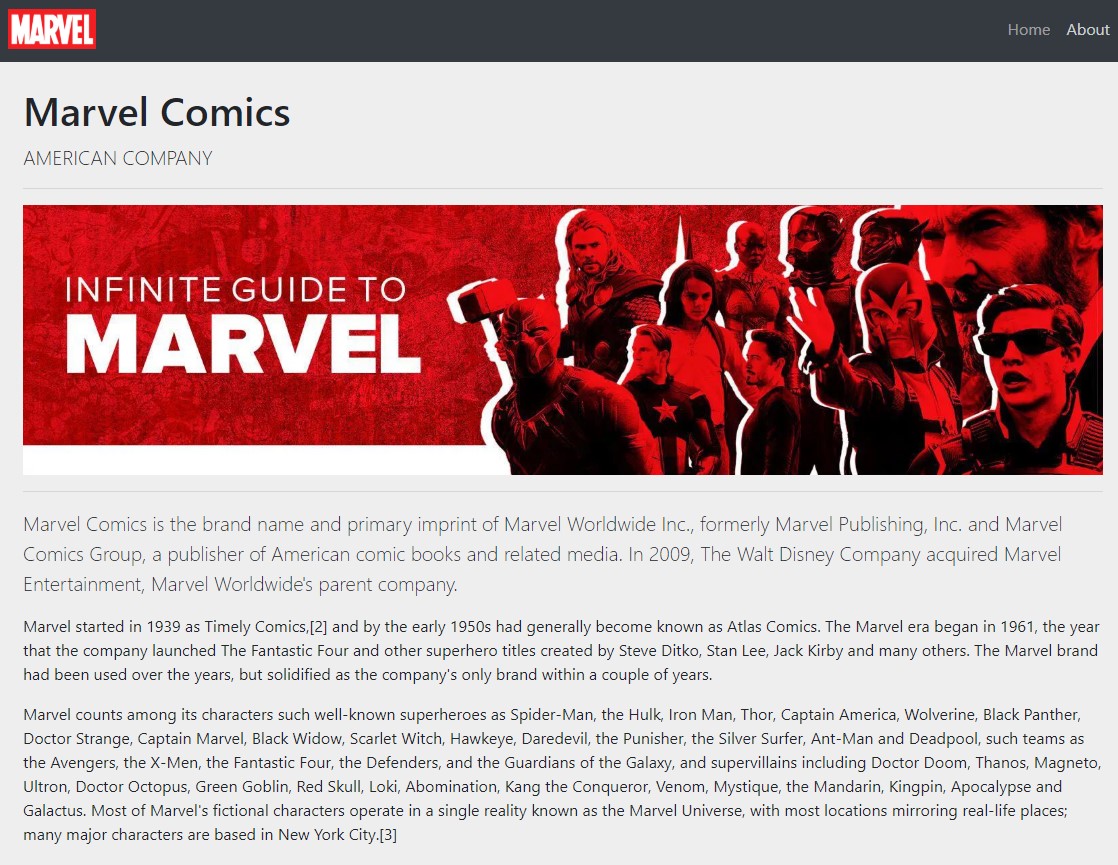 MARVEL
Home About
Marvel Comics
AMERICAN COMPANY
INFINITE GUIDE TO
MARVEL
Marvel Comics is the brand name and primary imprint of Marvel Worldwide Inc., formerly Marvel Publishing, Inc. and Marvel
Comics Group, a publisher of American comic books and related media. In 2009, The Walt Disney Company acquired Marvel
Entertainment, Marvel Worldwide's parent company.
Marvel started in 1939 as Timely Comics,[2] and by the early 1950s had generally become known as Atlas Comics. The Marvel era began in 1961, the year
that the company launched The Fantastic Four and other superhero titles created by Steve Ditko, Stan Lee, Jack Kirby and many others. The Marvel brand
had been used over the years, but solidified as the company's only brand within a couple of years.
Marvel counts among its characters such well-known superheroes as Spider-Man, the Hulk, Iron Man, Thor, Captain America, Wolverine, Black Panther,
Doctor Strange, Captain Marvel, Black Widow, Scarlet Witch, Hawkeye, Daredevil, the Punisher, the Silver Surfer, Ant-Man and Deadpool, such teams as
the Avengers, the X-Men, the Fantastic Four, the Defenders, and the Guardians of the Galaxy, and supervillains including Doctor Doom, Thanos, Magneto,
Ultron, Doctor Octopus, Green Goblin, Red Skull, Loki, Abomination, Kang the Conqueror, Venom, Mystique, the Mandarin, Kingpin, Apocalypse and
Galactus. Most of Marvel's fictional characters operate in a single reality known as the Marvel Universe, with most locations mirroring real-life places;
many major characters are based in New York City.[3]